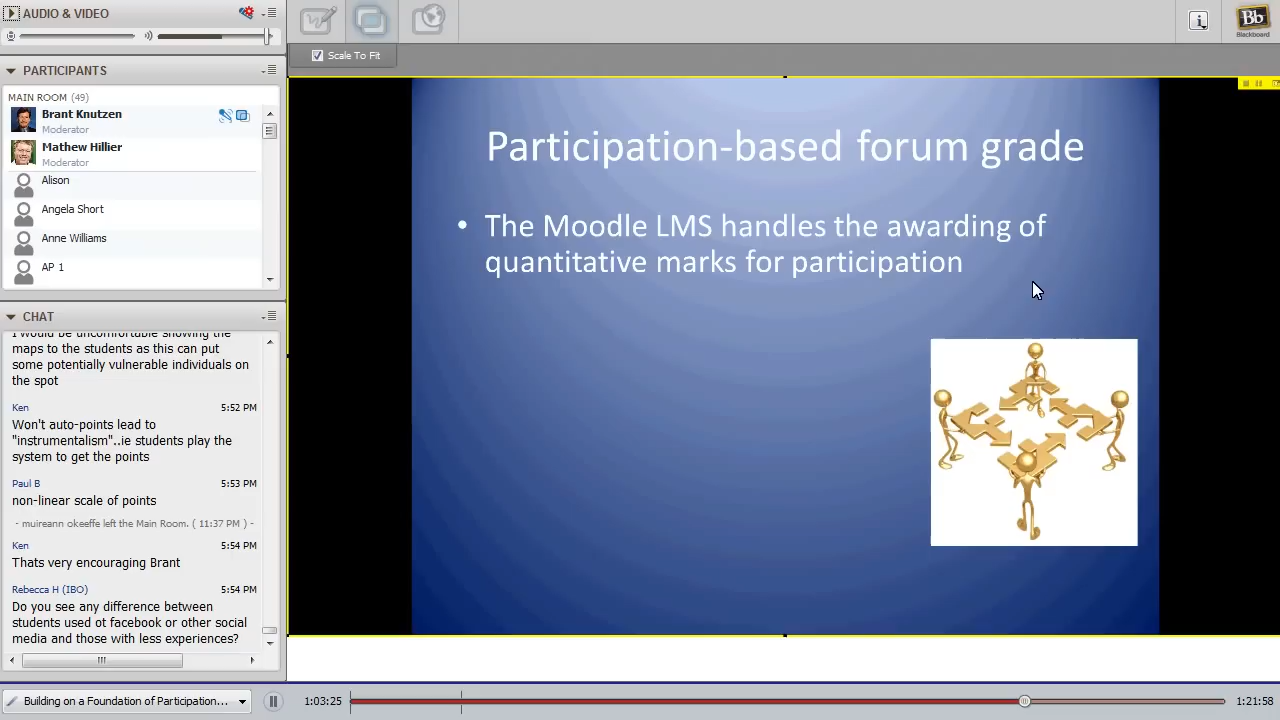 AUDIO & VIDEO
PARTICIPANTS
MAIN ROOM (49)
Brant Knutzen
Moderator
Mathew Hillier
Moderator
Alison
Angela Short
Anne Williams
AP 1
CHAT
I would be uncomfortable showing the
maps to the students as this can put
some potentially vulnerable individuals on
the spot
Ken 5:52 PM
Won't auto-points lead to
"instrumentalism"..ie students play the
system to get the points
Paul B 5:53 PM
non-linear scale of points
- muireann okeeffe left the Main Room. ( 11:37 PM ) -
Ken 5:54 PM
Thats very encouraging Brant
Rebecca H (IBO) 5:54 PM
Do you see any difference between
students used ot facebook or other social
media and those with less experiences?
Scale To Fit
Bb
Blackboard
Participation-based forum grade
• The Moodle LMS handles the awarding of
quantitative marks for participation
Building on a Foundation of Participation...
1:03:25
1:21:58